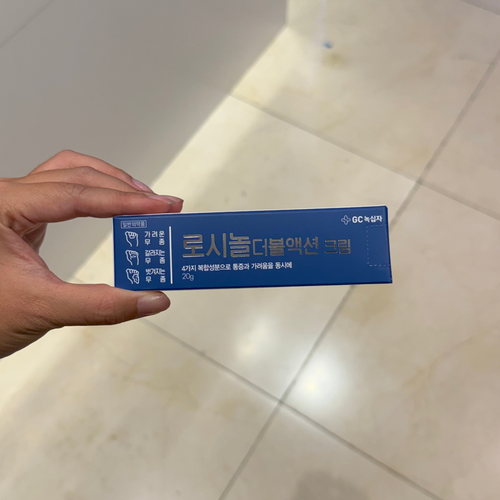 일반의약품
가려운
무좀
갈라지는
무좀
벗겨지는
무좀
로시놀더블액션 크림
4가지 복합성분으로 통증과 가려움을 동시에
20g
GC녹십자